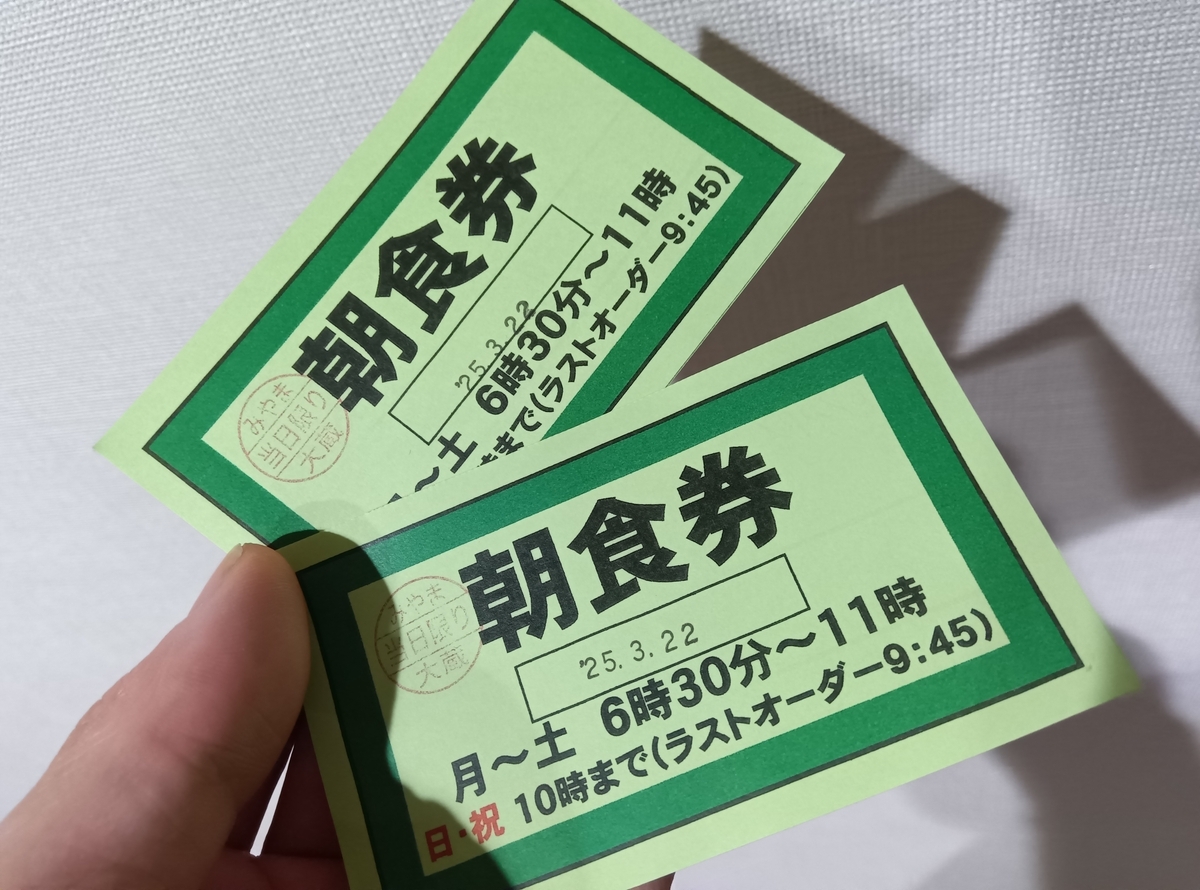 朝食券
'25.3.22
6時30分～11時
～土
まで(ラストオーダー9:45)
みやま
当日限り
大蔵
朝食券
'25.3.22
月～土 6時30分～11時
日・祝 10時まで(ラストオーダー9:45)
みやま
当日限り
大蔵